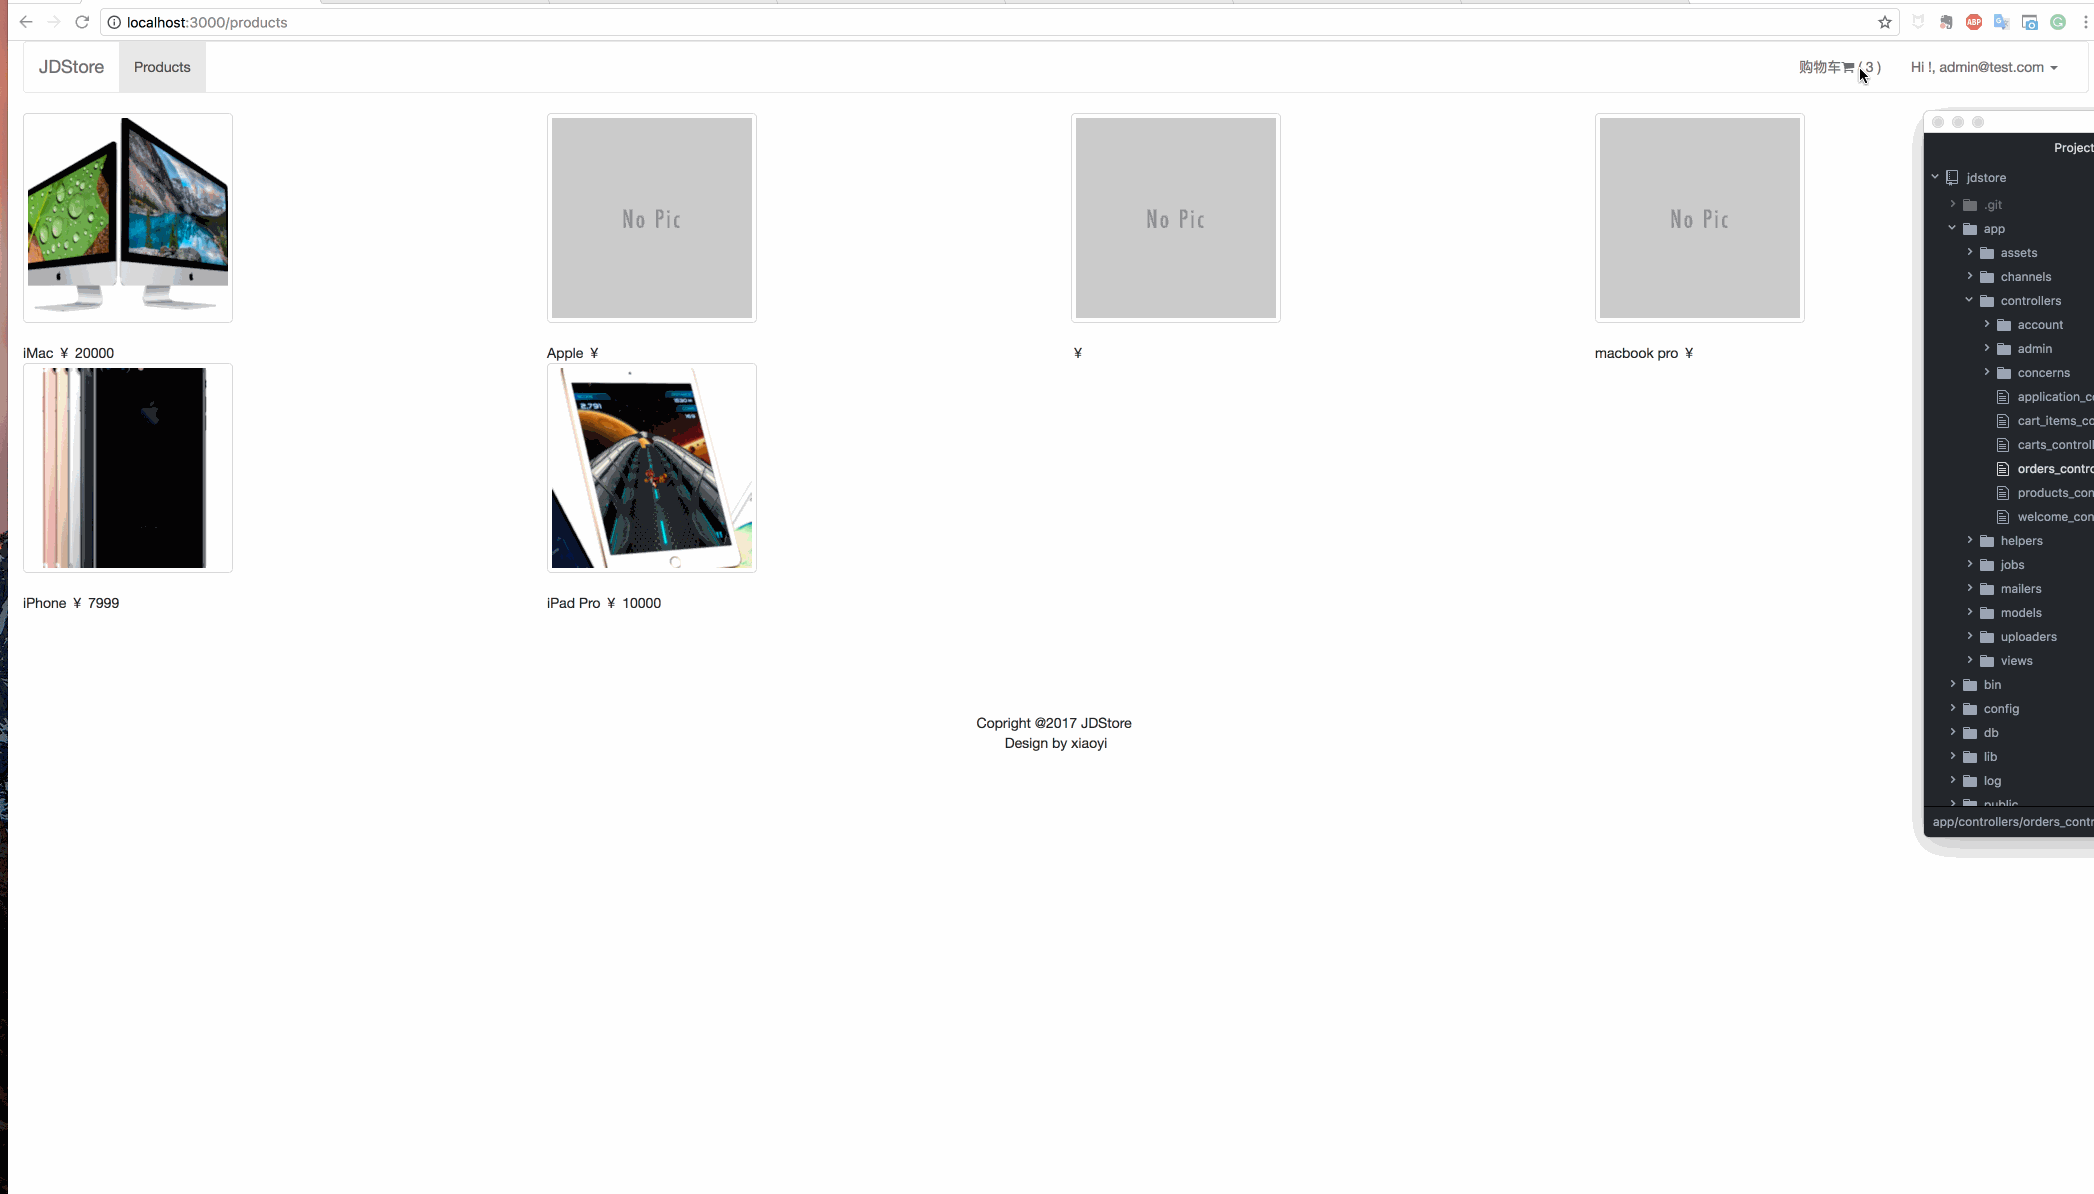 localhost:3000/products
JDStore
Products
购物车 ( 3 )
Hi !, admin@test.com
No Pic
No Pic
No Pic
iMac ¥ 20000
Apple ¥
¥
macbook pro ¥
iPhone ¥ 7999
iPad Pro ¥ 10000
Copright @2017 JDStore
Design by xiaoyi
ABP
Project
jdstore
.git
app
assets
channels
controllers
account
admin
concerns
application_co
cart_items_co
carts_controll
orders_contro
products_con
welcome_con
helpers
jobs
mailers
models
uploaders
views
bin
config
db
lib
log
public
app/controllers/orders_contr